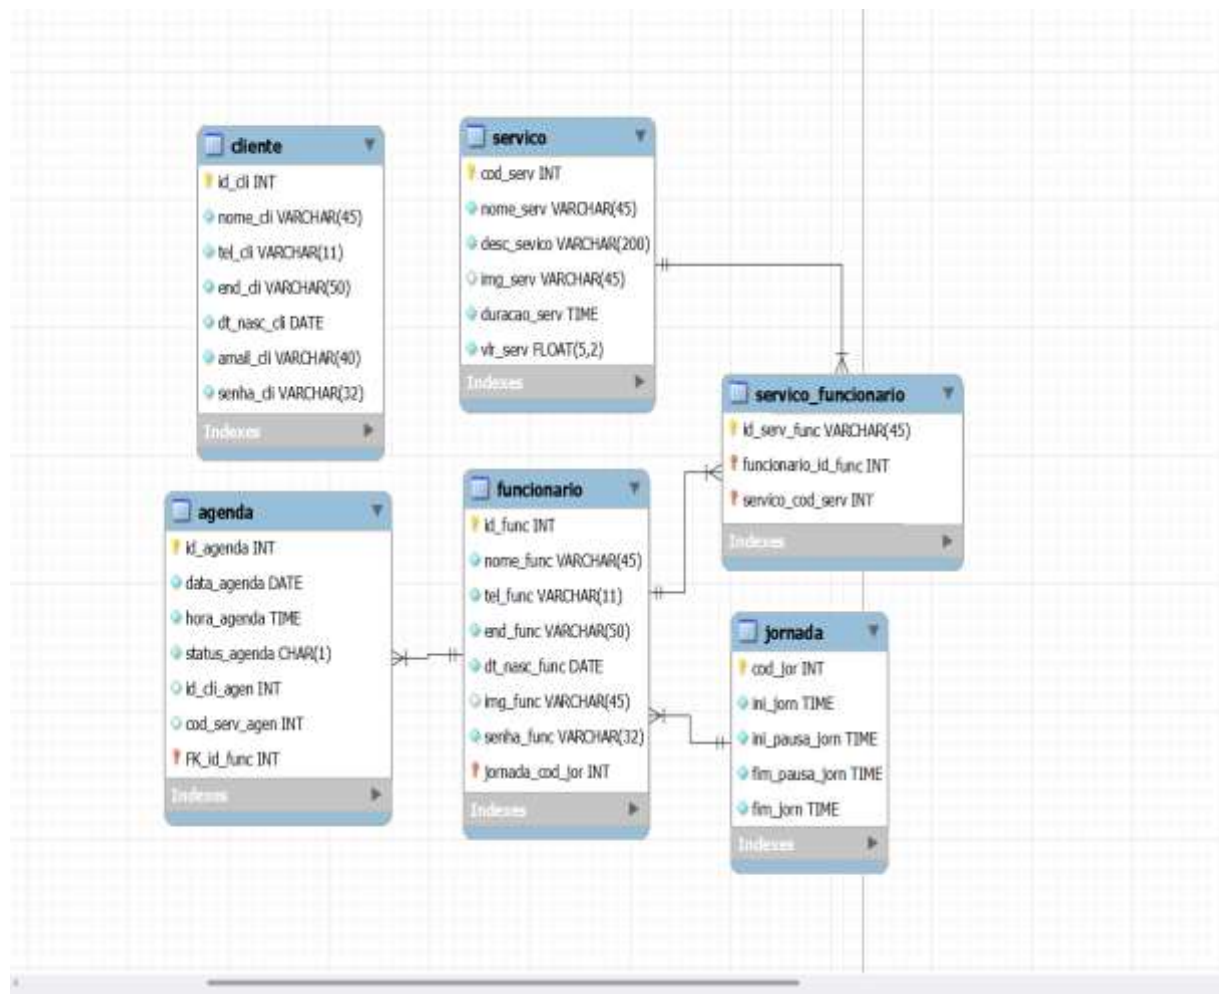 cliente
id_cli INT
nome_cli VARCHAR(45)
tel_cli VARCHAR(11)
end_cli VARCHAR(50)
dt_nasc_cli DATE
amail_cli VARCHAR(40)
senha_cli VARCHAR(32)
Indexes
servico
cod_serv INT
nome_serv VARCHAR(45)
desc_sevico VARCHAR(200)
img_serv VARCHAR(45)
duracao_serv TIME
vlr_serv FLOAT(5,2)
Indexes
servico_funcionario
id_serv_func VARCHAR(45)
funcionario_id_func INT
servico_cod_serv INT
Indexes
agenda
id_agenda INT
data_agenda DATE
hora_agenda TIME
status_agenda CHAR(1)
id_cli_agen INT
cod_serv_agen INT
FK_id_func INT
Indexes
funcionario
id_func INT
nome_func VARCHAR(45)
tel_func VARCHAR(11)
end_func VARCHAR(50)
dt_nasc_func DATE
img_func VARCHAR(45)
senha_func VARCHAR(32)
jornada_cod_jor INT
Indexes
jornada
cod_jor INT
ini_jorn TIME
ini_pausa_jorn TIME
fim_pausa_jorn TIME
fim_jorn TIME
Indexes